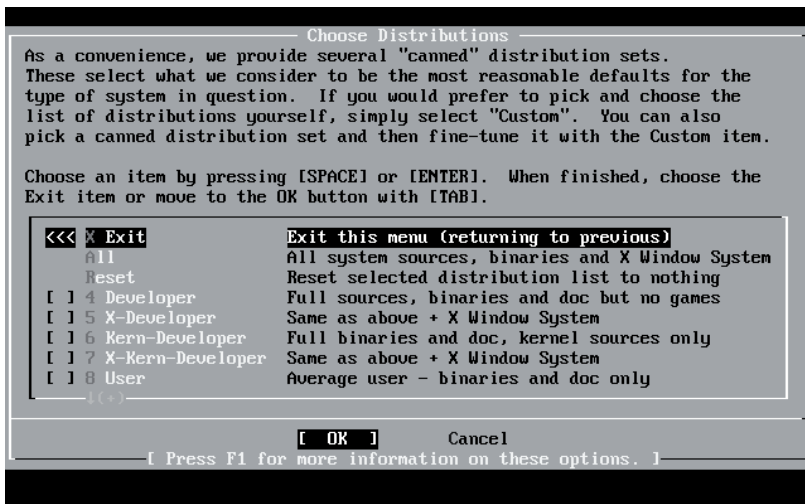 Choose Distributions
As a convenience, we provide several "canned" distribution sets.
These select what we consider to be the most reasonable defaults for the
type of system in question.  If you would prefer to pick and choose the
list of distributions yourself, simply select "Custom".  You can also
pick a canned distribution set and then fine-tune it with the Custom item.
Choose an item by pressing [SPACE] or [ENTER].  When finished, choose the
Exit item or move to the OK button with [TAB].
<<< X Exit Exit this menu (returning to previous)
All All system sources, binaries and X Window System
Reset Reset selected distribution list to nothing
[ ] 4 Developer Full sources, binaries and doc but no games
[ ] 5 X-Developer Same as above + X Window System
[ ] 6 Kern-Developer Full binaries and doc, kernel sources only
[ ] 7 X-Kern-Developer Same as above + X Window System
[ ] 8 User Average user - binaries and doc only
↓(+)
[ OK ] Cancel
[ Press F1 for more information on these options. ]